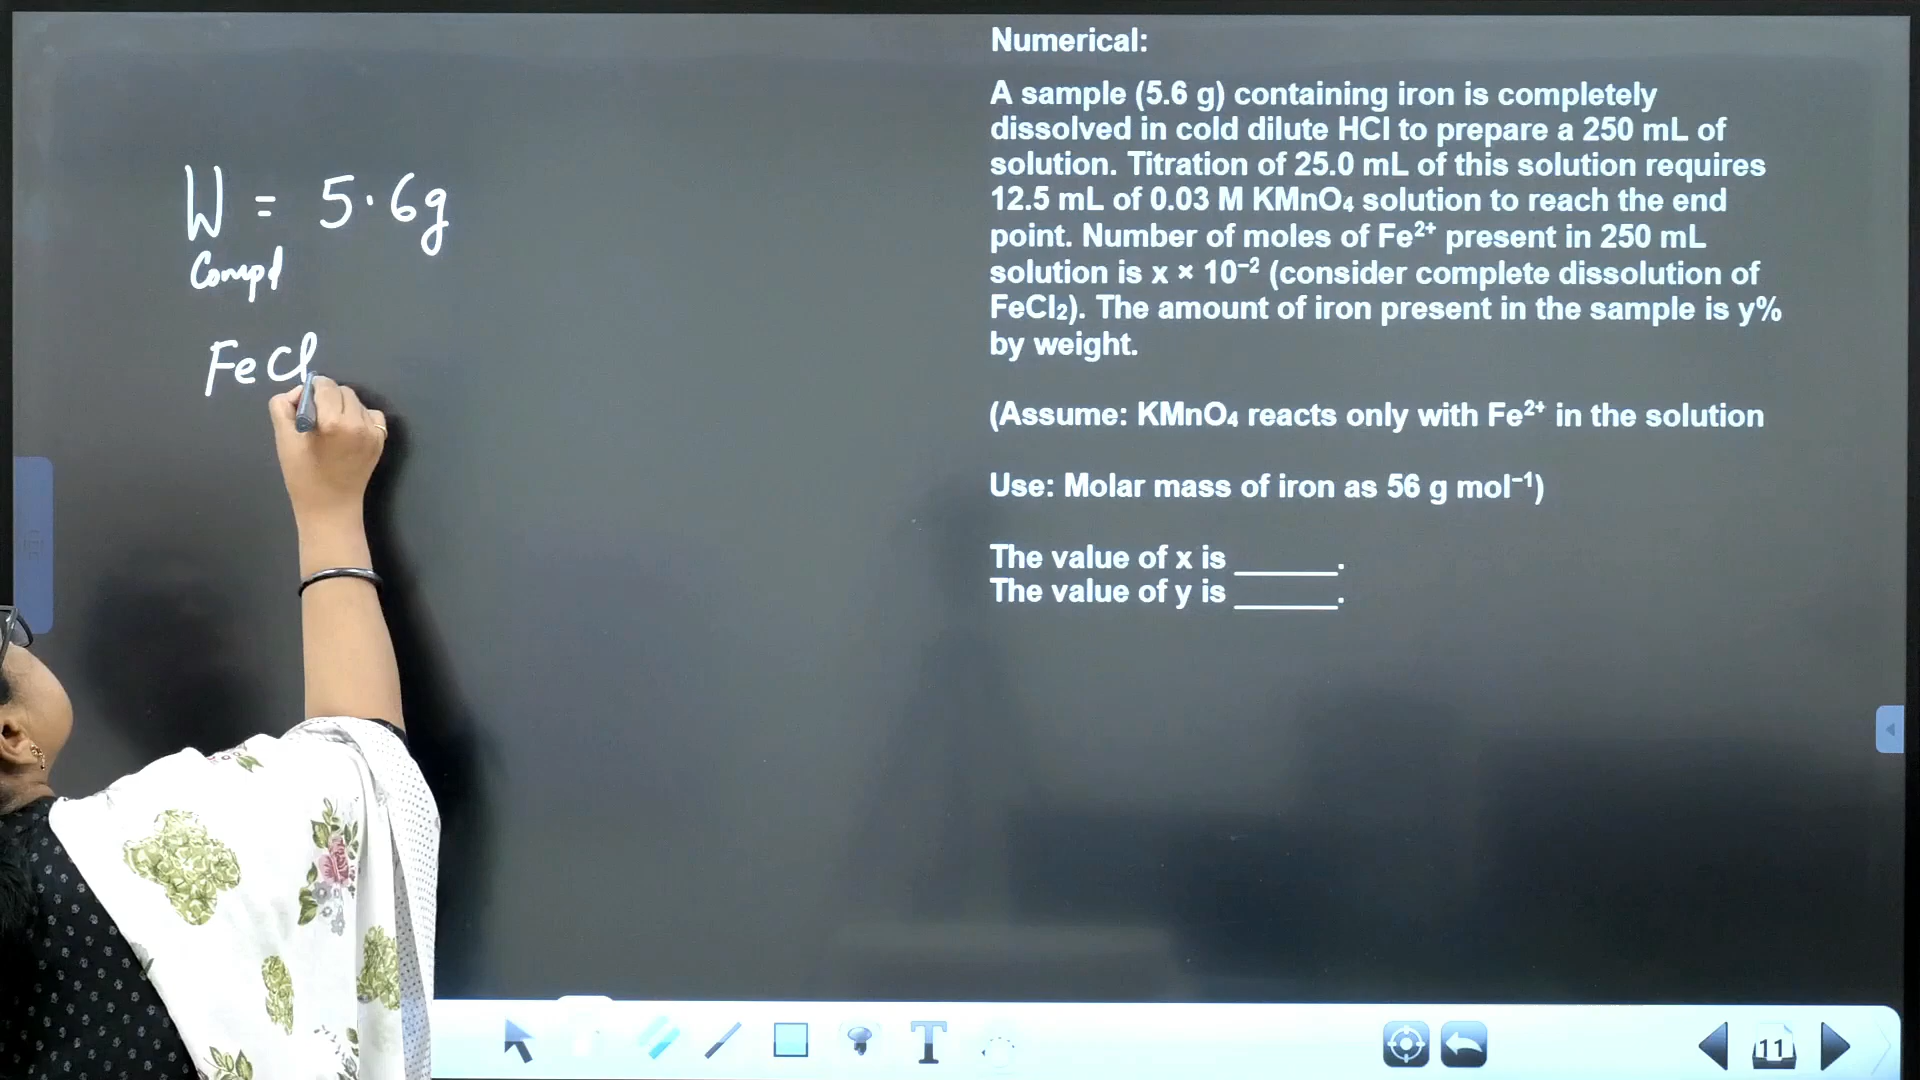 W = 5.6g
Compd
FeCl
Numerical:
A sample (5.6 g) containing iron is completely
dissolved in cold dilute HCl to prepare a 250 mL of
solution. Titration of 25.0 mL of this solution requires
12.5 mL of 0.03 M KMnO₄ solution to reach the end
point. Number of moles of Fe²⁺ present in 250 mL
solution is x × 10⁻² (consider complete dissolution of
FeCl₂). The amount of iron present in the sample is y%
by weight.
(Assume: KMnO₄ reacts only with Fe²⁺ in the solution
Use: Molar mass of iron as 56 g mol⁻¹)
The value of x is ______.
The value of y is ______.
T
11